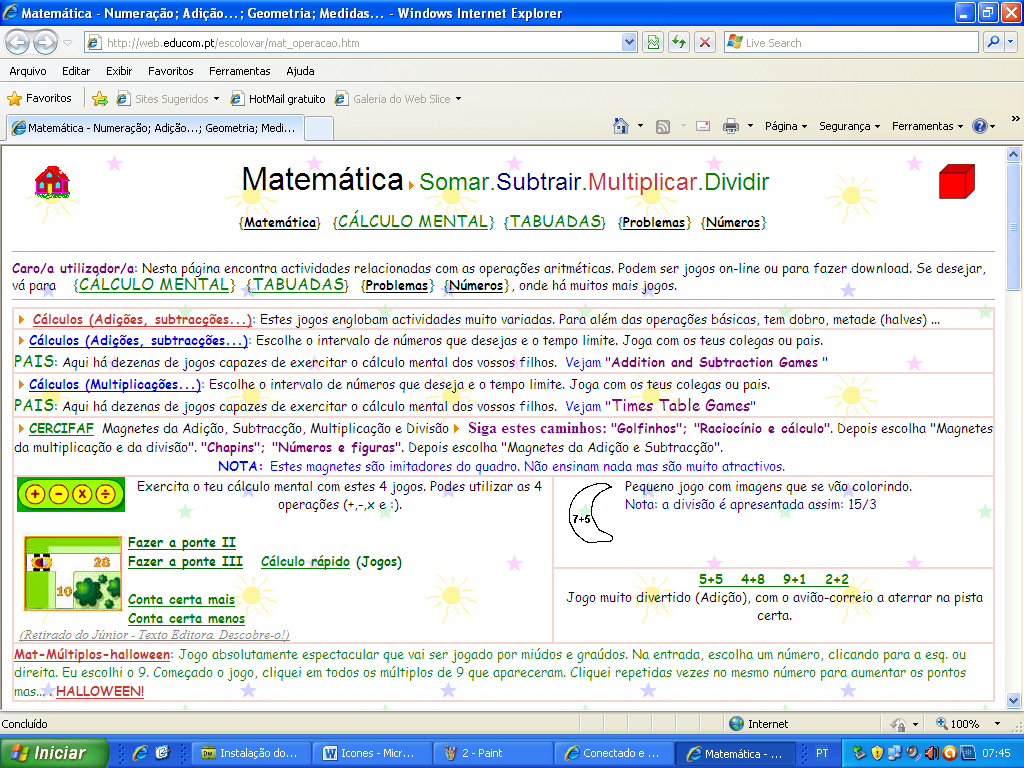 Matemática - Numeração; Adição...; Geometria; Medidas... - Windows Internet Explorer
http://web.educom.pt/escolovar/mat_operacao.htm
Live Search
Arquivo Editar Exibir Favoritos Ferramentas Ajuda
Favoritos Sites Sugeridos HotMail gratuito Galeria do Web Slice
Matemática - Numeração; Adição...; Geometria; Medi... Página Segurança Ferramentas
Matemática Somar.Subtrair.Multiplicar.Dividir
{Matemática} {CÁLCULO MENTAL} {TABUADAS} {Problemas} {Números}
Caro/a utilizador/a: Nesta página encontra actividades relacionadas com as operações aritméticas. Podem ser jogos on-line ou para fazer download. Se desejar,
vá para {CÁLCULO MENTAL} {TABUADAS} {Problemas} {Números}, onde há muitos mais jogos.
Cálculos (Adições, subtracções...): Estes jogos englobam actividades muito variadas. Para além das operações básicas, tem dobro, metade (halves) ...
Cálculos (Adições, subtracções...): Escolhe o intervalo de números que desejas e o tempo limite. Joga com os teus colegas ou pais.
PAIS: Aqui há dezenas de jogos capazes de exercitar o cálculo mental dos vossos filhos. Vejam "Addition and Subtraction Games "
Cálculos (Multiplicações...): Escolhe o intervalo de números que deseja e o tempo limite. Joga com os teus colegas ou pais.
PAIS: Aqui há dezenas de jogos capazes de exercitar o cálculo mental dos vossos filhos. Vejam "Times Table Games"
CERCIFAF Magnetes da Adição, Subtracção, Multiplicação e Divisão Siga estes caminhos: "Golfinhos"; "Raciocínio e cálculo". Depois escolha "Magnetes
da multiplicação e da divisão". "Chapins"; "Números e figuras". Depois escolha "Magnetes da Adição e Subtracção".
NOTA: Estes magnetes são imitadores do quadro. Não ensinam nada mas são muito atractivos.
+ - x ÷
Exercita o teu cálculo mental com estes 4 jogos. Podes utilizar as 4
operações (+,-,x e :).
28
10
Fazer a ponte II
Fazer a ponte III Cálculo rápido (Jogos)
Conta certa mais
Conta certa menos
(Retirado do Júnior - Texto Editora. Descobre-o!)
7+5
Pequeno jogo com imagens que se vão colorindo.
Nota: a divisão é apresentada assim: 15/3
5+5 4+8 9+1 2+2
Jogo muito divertido (Adição), com o avião-correio a aterrar na pista
certa.
Mat-Múltiplos-halloween: Jogo absolutamente espectacular que vai ser jogado por miúdos e graúdos. Na entrada, escolha um número, clicando para a esq. ou
direita. Eu escolhi o 9. Começado o jogo, cliquei em todos os múltiplos de 9 que apareceram. Cliquei repetidas vezes no mesmo número para aumentar os pontos
mas... HALLOWEEN!
Concluído Internet 100%
Iniciar Instalação do... Icones - Micr... 2 - Paint Conectado e ... Matemática - ... PT 07:45